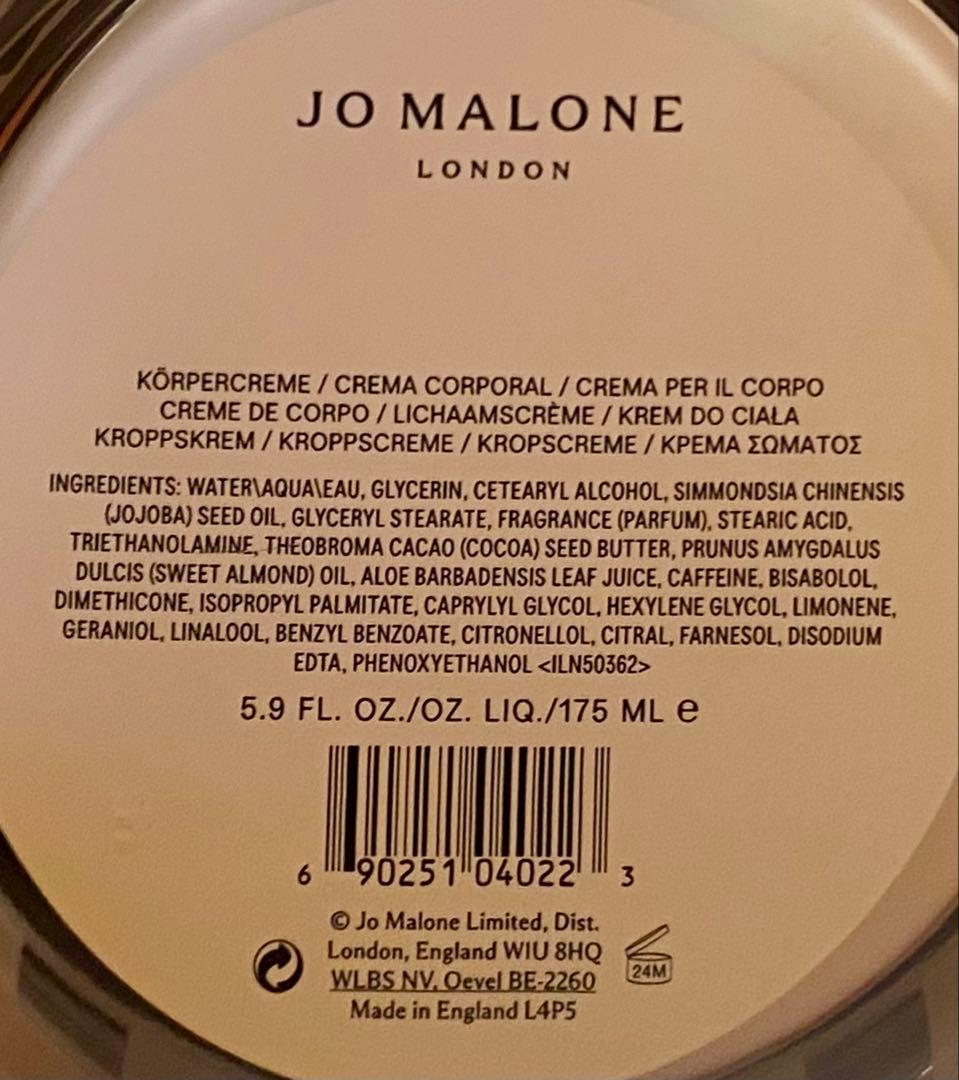 JO MALONE
LONDON
KÖRPERCREME / CREMA CORPORAL / CREMA PER IL CORPO
CREME DE CORPO / LICHAAMSCRÈME / KREM DO CIAŁA
KROPPSKREM / KROPPSCREME / KROPSCREME / ΚΡΕΜΑ ΣΩΜΑΤΟΣ
INGREDIENTS: WATER\AQUA\EAU, GLYCERIN, CETEARYL ALCOHOL, SIMMONDSIA CHINENSIS
(JOJOBA) SEED OIL, GLYCERYL STEARATE, FRAGRANCE (PARFUM), STEARIC ACID,
TRIETHANOLAMINE, THEOBROMA CACAO (COCOA) SEED BUTTER, PRUNUS AMYGDALUS
DULCIS (SWEET ALMOND) OIL, ALOE BARBADENSIS LEAF JUICE, CAFFEINE, BISABOLOL,
DIMETHICONE, ISOPROPYL PALMITATE, CAPRYLYL GLYCOL, HEXYLENE GLYCOL, LIMONENE,
GERANIOL, LINALOOL, BENZYL BENZOATE, CITRONELLOL, CITRAL, FARNESOL, DISODIUM
EDTA, PHENOXYETHANOL <ILN50362>
5.9 FL. OZ./OZ. LIQ./175 ML ℮
6 90251 04022 3
© Jo Malone Limited, Dist.
London, England W1U 8HQ
WLBS NV, Oevel BE-2260
Made in England L4P5
24M